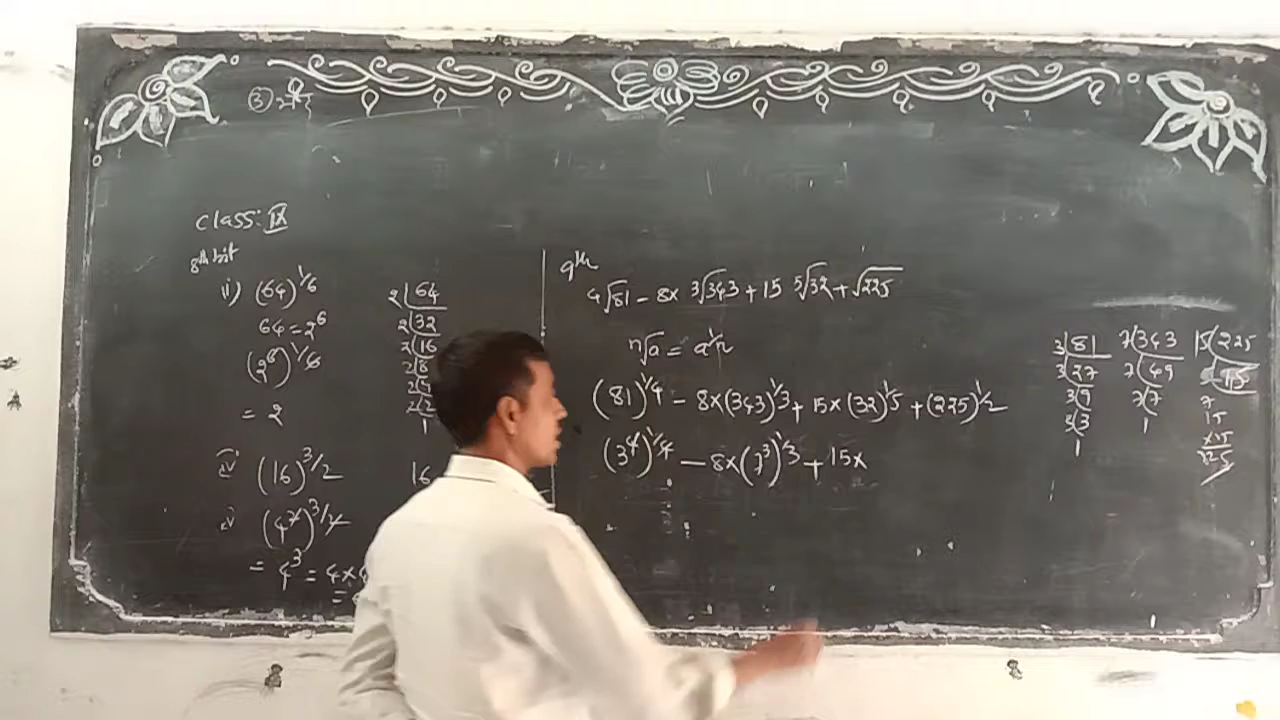 Class: IX
8th bit
ii) (64)^1/6
64 = 2^6
(2^6)^1/6
= 2
2 64
2 32
2 16
2 8
2 4
2 2
1
iv (16)^3/2
16
(4^2)^3/2
= 4^3 = 4×4
9th
⁴√81 - 8× ³√343 + 15 ⁵√32 + √225
ⁿ√a = a^1/n
(81)^1/4 - 8×(343)^1/3 + 15×(32)^1/5 + (225)^1/2
(3^4)^1/4 - 8×(7^3)^1/3 + 15×
3 81
3 27
3 9
3 3
1
7 343
7 49
7 7
1
15 225
15
15
×15
225